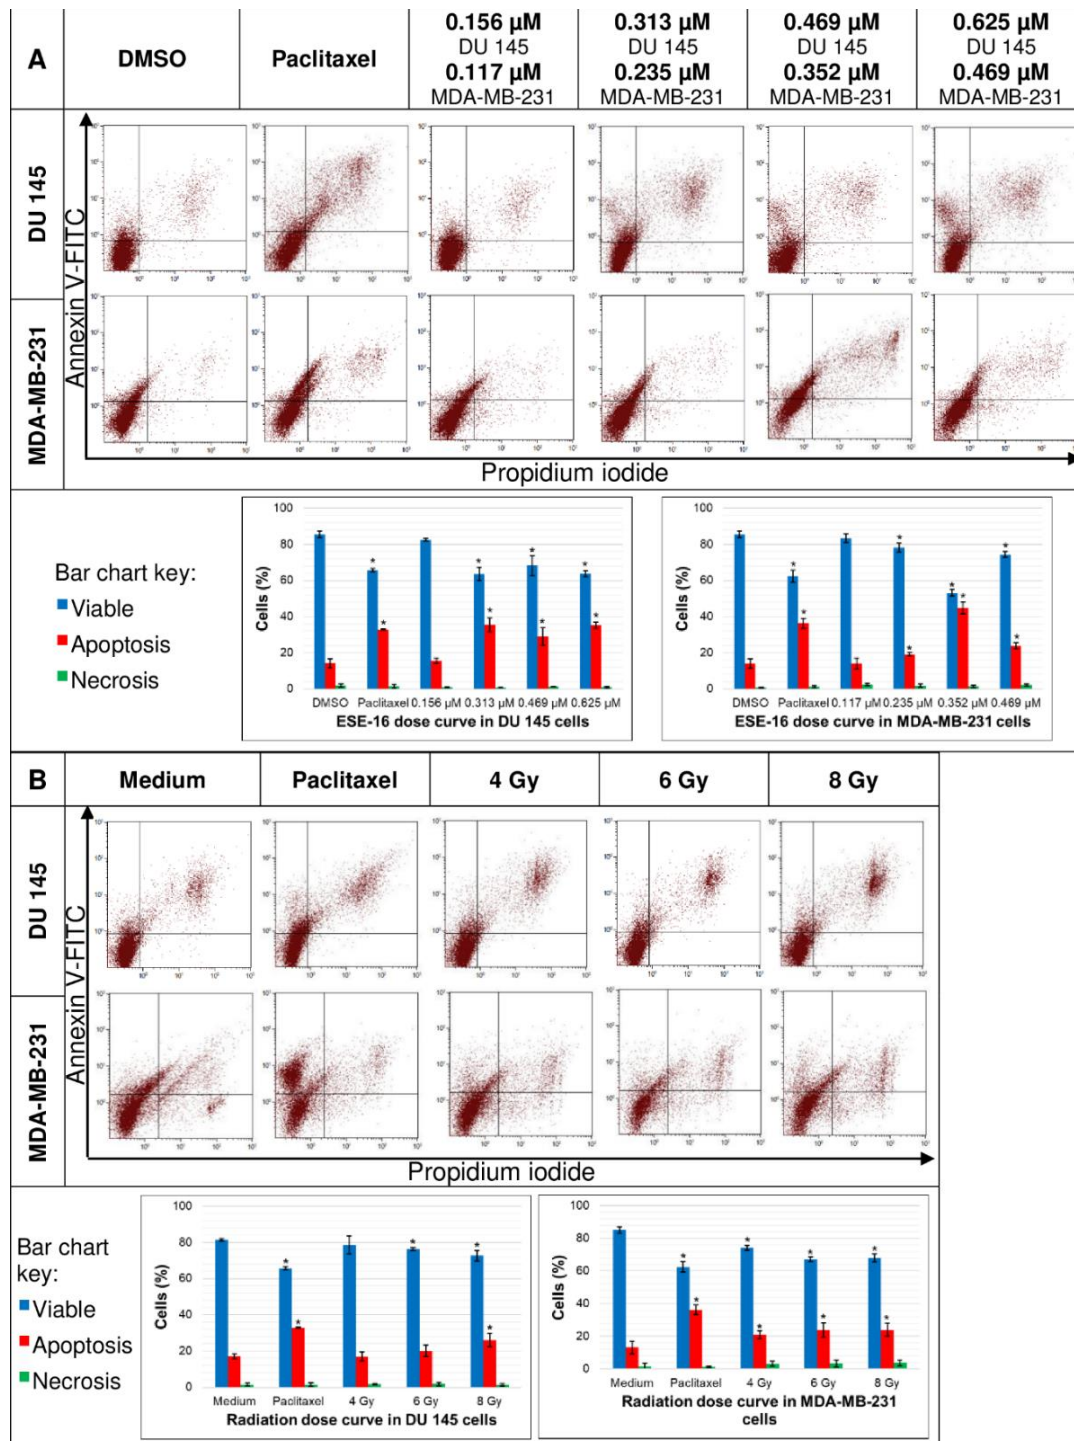 A
DMSO
Paclitaxel
0.156 µM
DU 145
0.117 µM
MDA-MB-231
0.313 µM
DU 145
0.235 µM
MDA-MB-231
0.469 µM
DU 145
0.352 µM
MDA-MB-231
0.625 µM
DU 145
0.469 µM
MDA-MB-231
DU 145
MDA-MB-231
Annexin V-FITC
Propidium iodide
Bar chart key:
Viable
Apoptosis
Necrosis
Cells (%)
100
80
60
40
20
0
DMSO Paclitaxel 0.156 µM 0.313 µM 0.469 µM 0.625 µM
ESE-16 dose curve in DU 145 cells
Cells (%)
100
80
60
40
20
0
DMSO Paclitaxel 0.117 µM 0.235 µM 0.352 µM 0.469 µM
ESE-16 dose curve in MDA-MB-231 cells
B
Medium
Paclitaxel
4 Gy
6 Gy
8 Gy
DU 145
MDA-MB-231
Annexin V-FITC
Propidium iodide
Bar chart
key:
Viable
Apoptosis
Necrosis
Cells (%)
100
80
60
40
20
0
Medium Paclitaxel 4 Gy 6 Gy 8 Gy
Radiation dose curve in DU 145 cells
Cells (%)
100
80
60
40
20
0
Medium Paclitaxel 4 Gy 6 Gy 8 Gy
Radiation dose curve in MDA-MB-231
cells